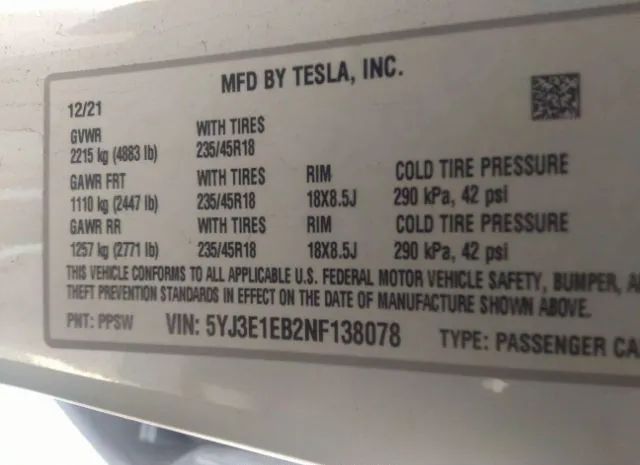 MFD BY TESLA, INC.
12/21
GVWR WITH TIRES
2215 kg (4883 lb) 235/45R18
GAWR FRT WITH TIRES RIM COLD TIRE PRESSURE
1110 kg (2447 lb) 235/45R18 18X8.5J 290 kPa, 42 psi
GAWR RR WITH TIRES RIM COLD TIRE PRESSURE
1257 kg (2771 lb) 235/45R18 18X8.5J 290 kPa, 42 psi
THIS VEHICLE CONFORMS TO ALL APPLICABLE U.S. FEDERAL MOTOR VEHICLE SAFETY, BUMPER,
THEFT PREVENTION STANDARDS IN EFFECT ON THE DATE OF MANUFACTURE SHOWN ABOVE.
PNT: PPSW VIN: 5YJ3E1EB2NF138078 TYPE: PASSENGER